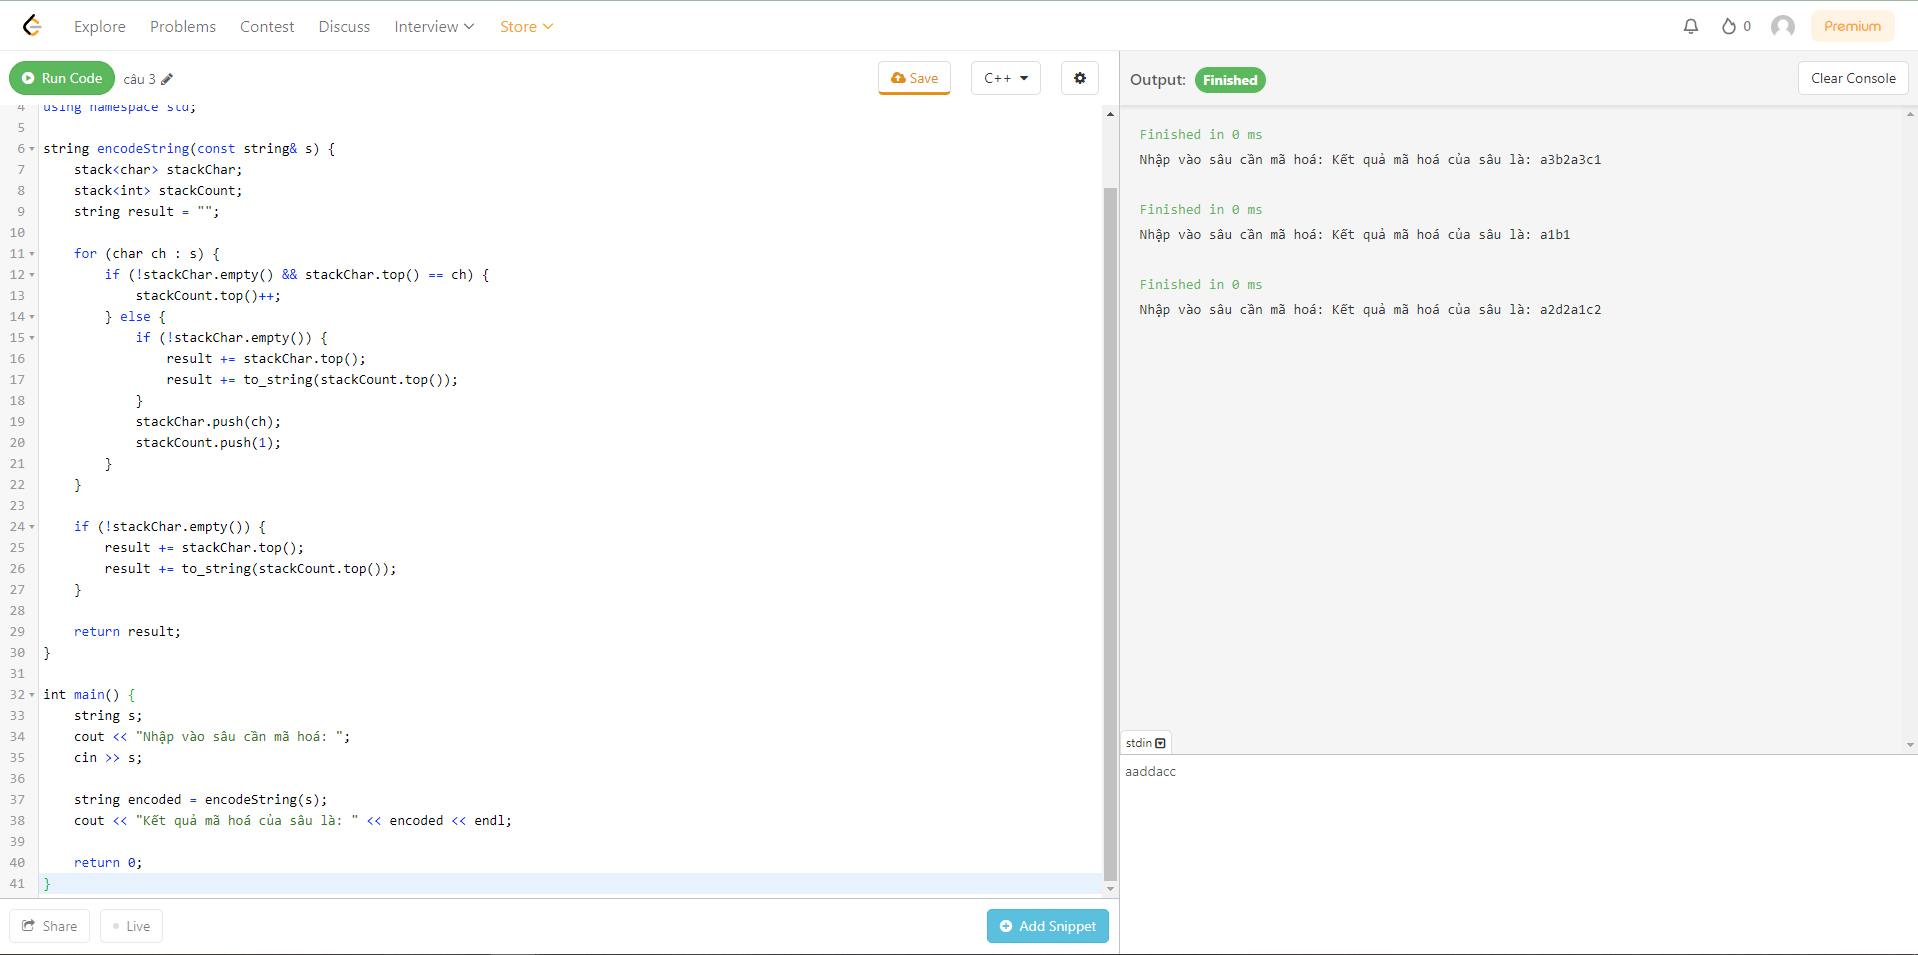 Explore Problems Contest Discuss Interview Store 0 Premium
Run Code câu 3 Save C++
4 using namespace std;
5
6 string encodeString(const string& s) {
7 stack<char> stackChar;
8 stack<int> stackCount;
9 string result = "";
10
11 for (char ch : s) {
12 if (!stackChar.empty() && stackChar.top() == ch) {
13 stackCount.top()++;
14 } else {
15 if (!stackChar.empty()) {
16 result += stackChar.top();
17 result += to_string(stackCount.top());
18 }
19 stackChar.push(ch);
20 stackCount.push(1);
21 }
22 }
23
24 if (!stackChar.empty()) {
25 result += stackChar.top();
26 result += to_string(stackCount.top());
27 }
28
29 return result;
30 }
31
32 int main() {
33 string s;
34 cout << "Nhập vào sâu cần mã hoá: ";
35 cin >> s;
36
37 string encoded = encodeString(s);
38 cout << "Kết quả mã hoá của sâu là: " << encoded << endl;
39
40 return 0;
41 }
Share Live Add Snippet
Output: Finished Clear Console
Finished in 0 ms
Nhập vào sâu cần mã hoá: Kết quả mã hoá của sâu là: a3b2a3c1
Finished in 0 ms
Nhập vào sâu cần mã hoá: Kết quả mã hoá của sâu là: a1b1
Finished in 0 ms
Nhập vào sâu cần mã hoá: Kết quả mã hoá của sâu là: a2d2a1c2
stdin
aaddacc